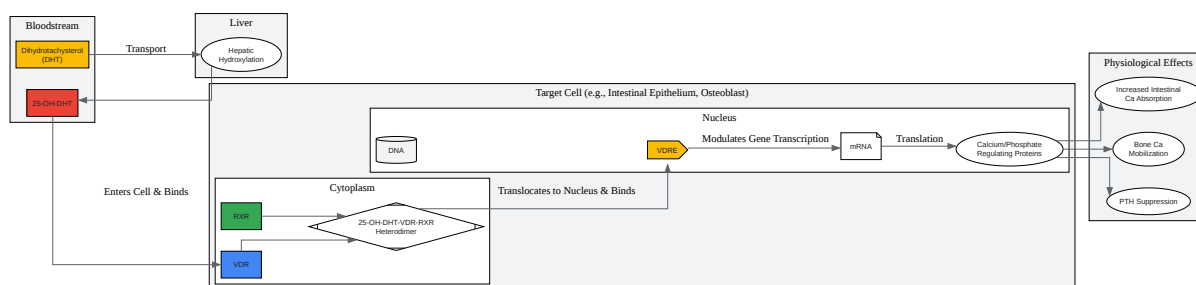 Bloodstream
Dihydrotachysterol
(DHT)
25-OH-DHT
Transport
Liver
Hepatic
Hydroxylation
Enters Cell & Binds
Target Cell (e.g., Intestinal Epithelium, Osteoblast)
Cytoplasm
RXR
VDR
25-OH-DHT-VDR-RXR
Heterodimer
Translocates to Nucleus & Binds
Nucleus
DNA
VDRE
Modulates Gene Transcription
mRNA
Translation
Calcium/Phosphate
Regulating Proteins
Physiological Effects
Increased Intestinal
Ca Absorption
Bone Ca
Mobilization
PTH Suppression